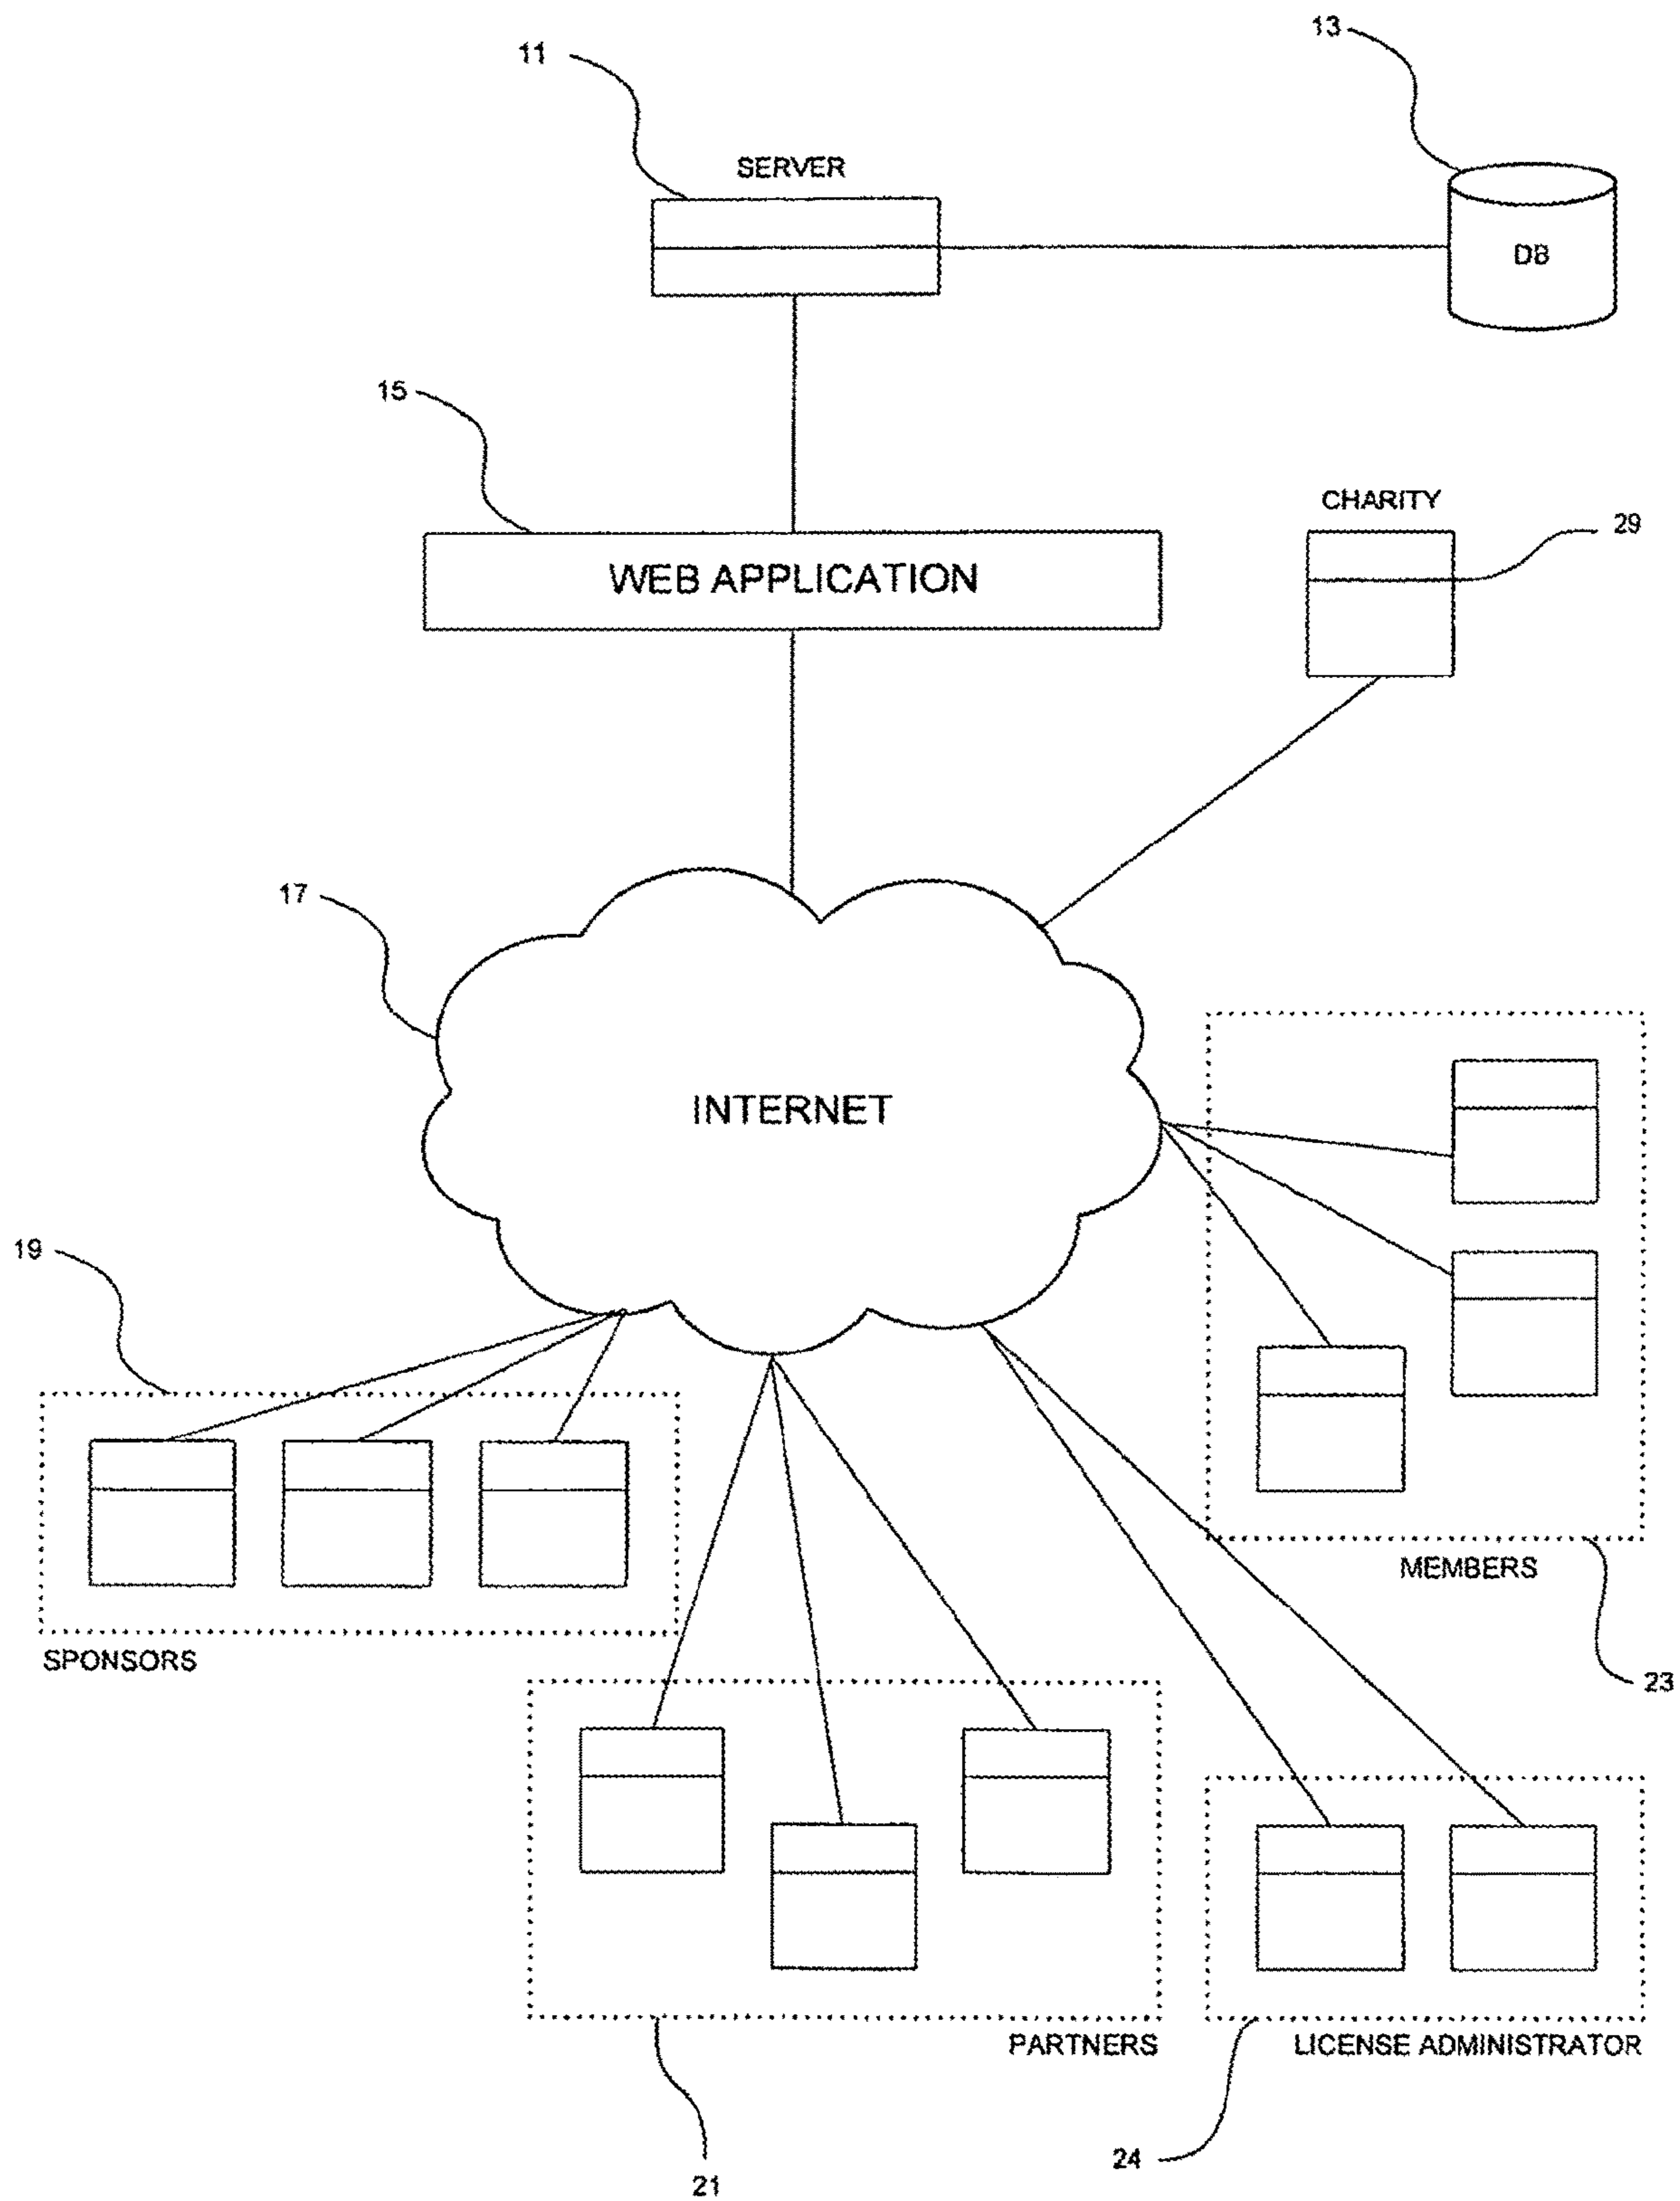 13
11
SERVER
DB
15
CHARITY
29
WEB APPLICATION
17
INTERNET
19
MEMBERS
SPONSORS
23
PARTNERS
LICENSE ADMINISTRATOR
24
21